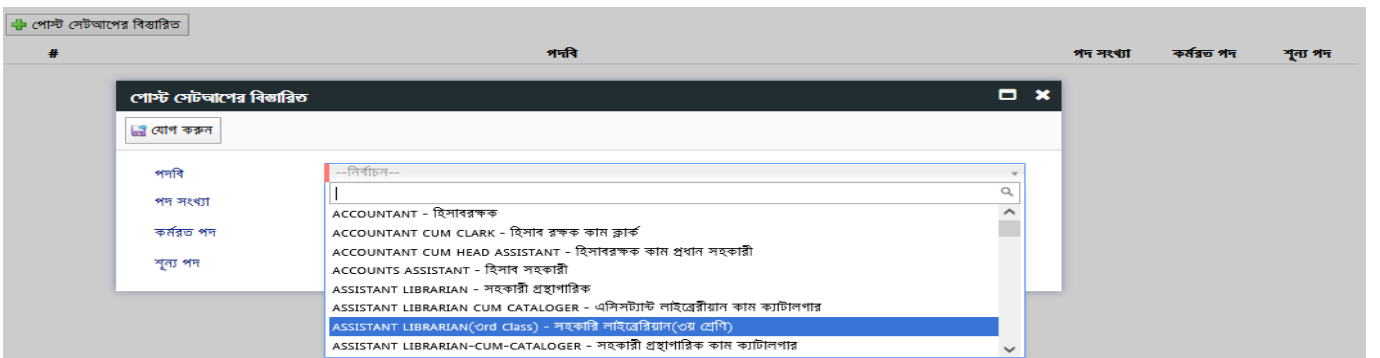 পোস্ট সেটআপের বিস্তারিত
# পদবি পদ সংখ্যা কর্মরত পদ শূন্য পদ
পোস্ট সেটআপের বিস্তারিত
যোগ করুন
পদবি --নির্বাচন--
পদ সংখ্যা
ACCOUNTANT - হিসাবরক্ষক
কর্মরত পদ ACCOUNTANT CUM CLARK - হিসাব রক্ষক কাম ক্লার্ক
ACCOUNTANT CUM HEAD ASSISTANT - হিসাবরক্ষক কাম প্রধান সহকারী
শূন্য পদ ACCOUNTS ASSISTANT - হিসাব সহকারী
ASSISTANT LIBRARIAN - সহকারী গ্রন্থাগারিক
ASSISTANT LIBRARIAN CUM CATALOGER - এসিসট্যান্ট লাইব্রেরীয়ান কাম ক্যাটালগার
ASSISTANT LIBRARIAN(৩rd Class) - সহকারি লাইব্রেরিয়ান(৩য় শ্রেণি)
ASSISTANT LIBRARIAN-CUM-CATALOGER - সহকারী গ্রন্থাগারিক কাম ক্যাটালগার